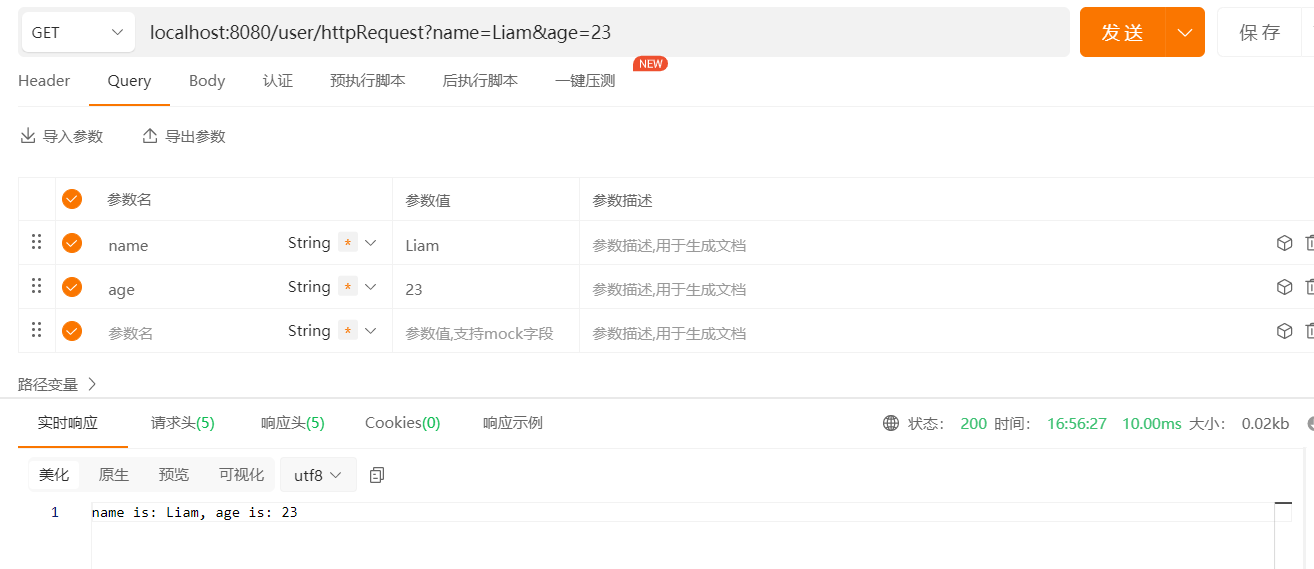 GET localhost:8080/user/httpRequest?name=Liam&age=23 发送 保存
NEW
Header Query Body 认证 预执行脚本 后执行脚本 一键压测
导入参数 导出参数
参数名 参数值 参数描述
name String * Liam 参数描述,用于生成文档
age String * 23 参数描述,用于生成文档
参数名 String * 参数值,支持mock字段 参数描述,用于生成文档
路径变量
实时响应 请求头(5) 响应头(5) Cookies(0) 响应示例 状态: 200 时间: 16:56:27 10.00ms 大小: 0.02kb
美化 原生 预览 可视化 utf8
1 name is: Liam, age is: 23